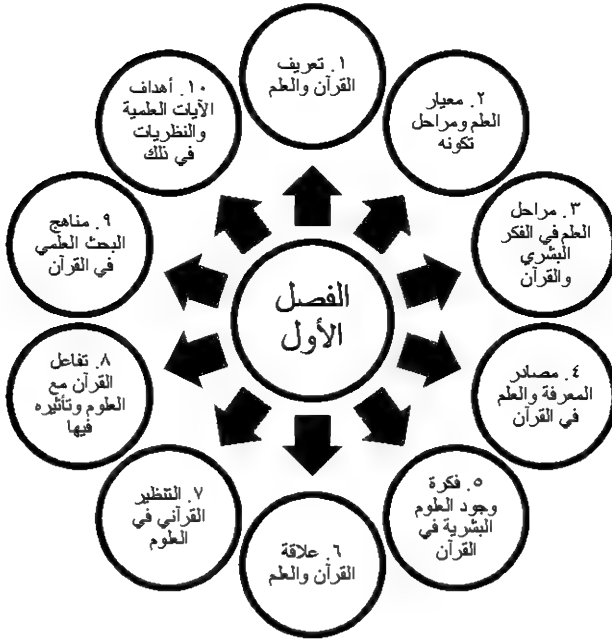 الفصل
الأول
١. تعريف
القرآن والعلم
٢. معيار
العلم ومراحل
تكونه
٣. مراحل
العلم في الفكر
البشري
والقرآن
٤. مصادر
المعرفة والعلم
في القرآن
٥. فكرة
وجود العلوم
البشرية في
القرآن
٦. علاقة
القرآن والعلم
٧. التنظير
القرآني في
العلوم
٨. تفاعل
القرآن مع
العلوم وتأثيره
فيها
٩. مناهج
البحث العلمي
في القرآن
١٠. أهداف
الآيات العلمية
والنظريات
في ذلك